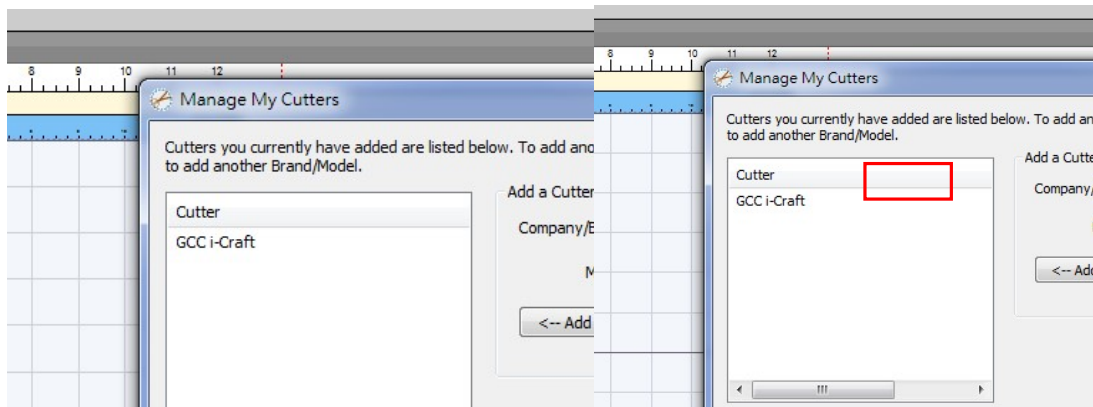 8 9 10 11 12
Manage My Cutters
Cutters you currently have added are listed below. To add ano
to add another Brand/Model.
Cutter
GCC i-Craft
Add a Cutter
Company/B
M
<-- Add
8 9 10 11 12
Manage My Cutters
Cutters you currently have added are listed below. To add an
to add another Brand/Model.
Cutter
GCC i-Craft
Add a Cutte
Company/
<-- Add